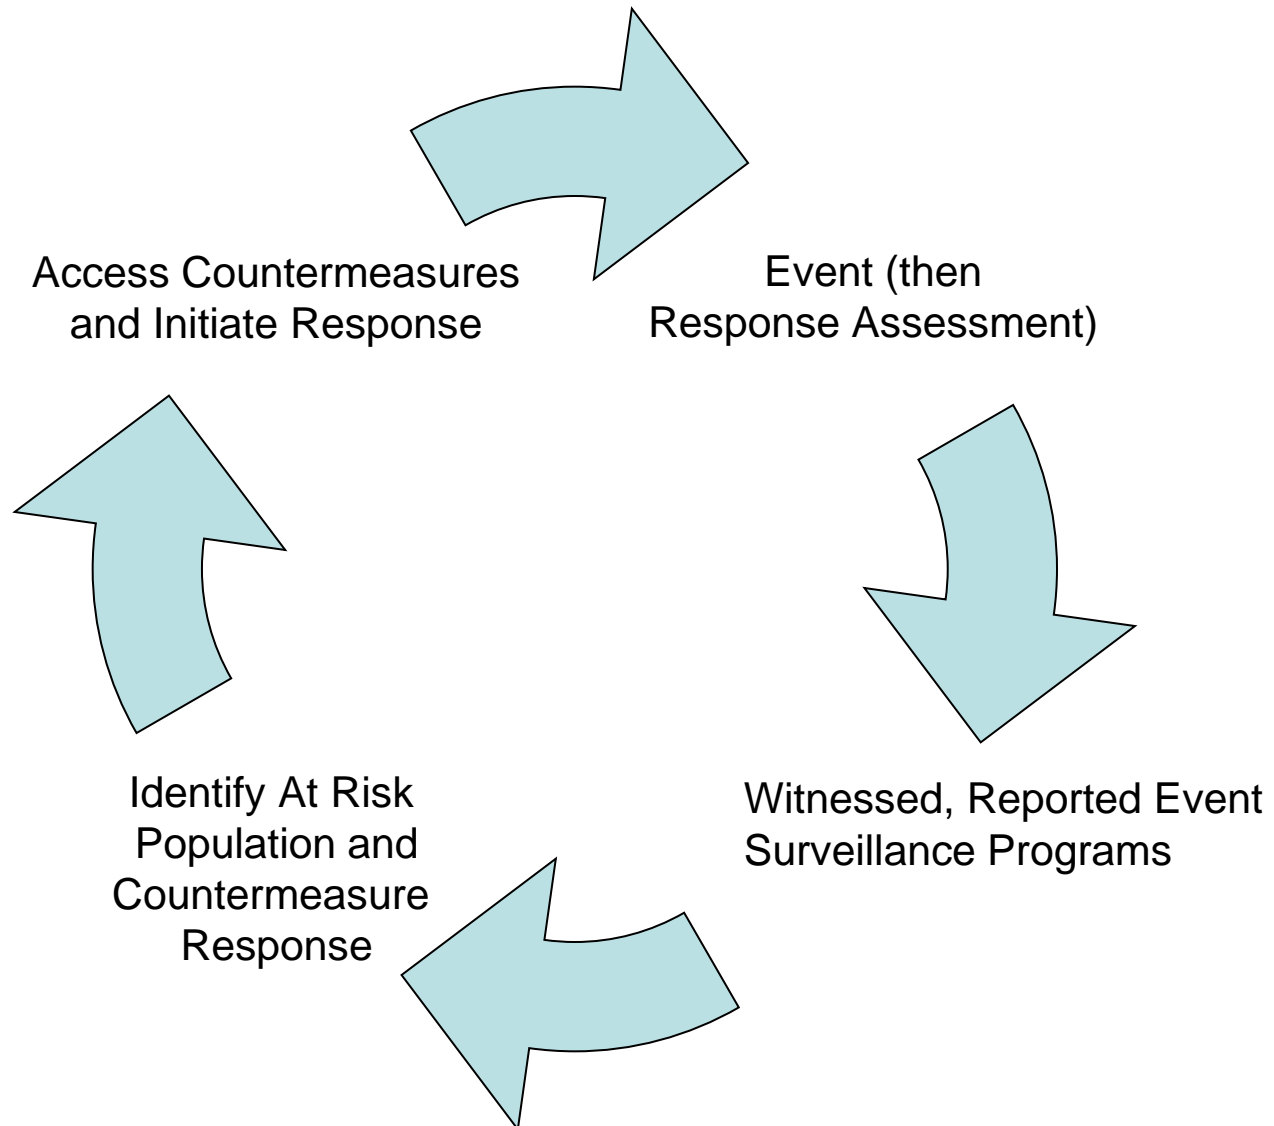 Access Countermeasures
and Initiate Response
Event (then
Response Assessment)
Witnessed, Reported Event
Surveillance Programs
Identify At Risk
Population and
Countermeasure
Response